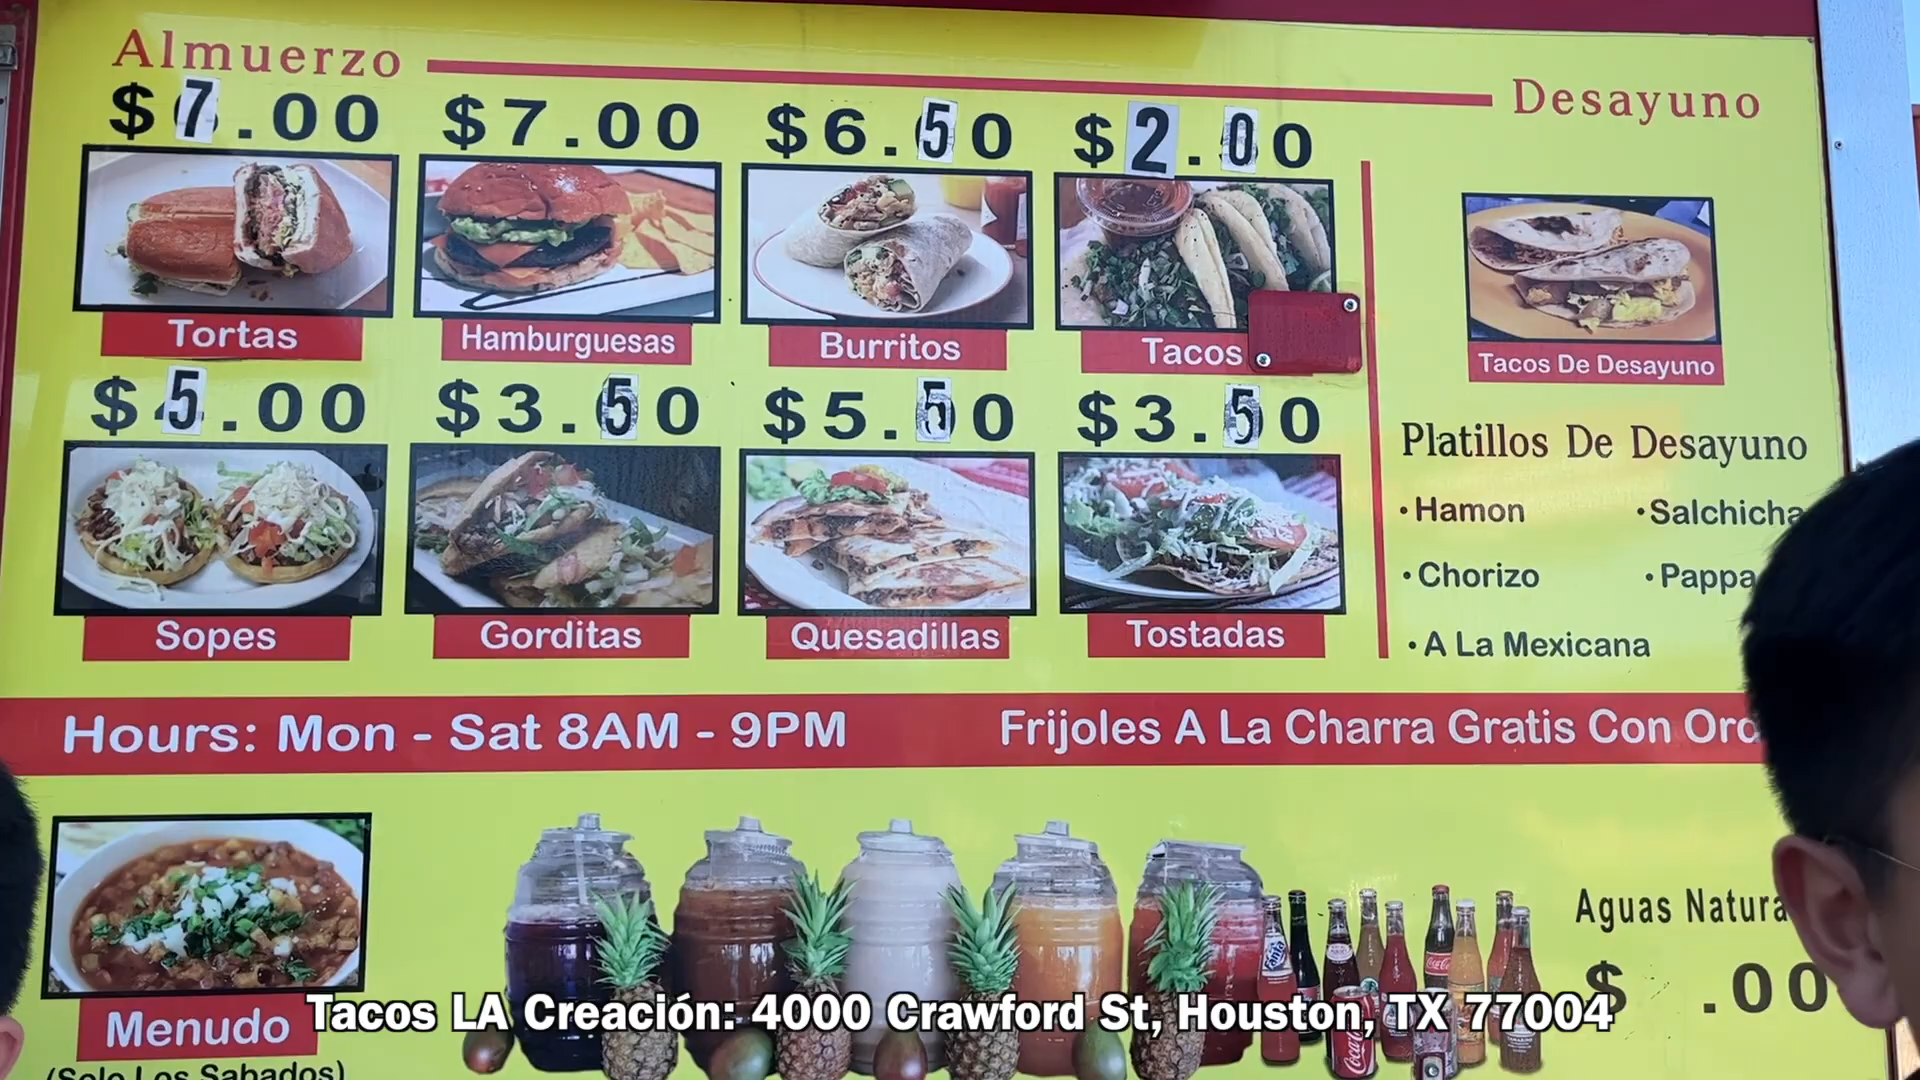 Almuerzo
Desayuno
$7.00
$7.00
$6.50
$2.00
Tortas
Hamburguesas
Burritos
Tacos
Tacos De Desayuno
$5.00
$3.50
$5.50
$3.50
Platillos De Desayuno
•Hamon
•Salchicha
•Chorizo
•Pappa
•A La Mexicana
Sopes
Gorditas
Quesadillas
Tostadas
Hours: Mon - Sat 8AM - 9PM
Frijoles A La Charra Gratis Con
Aguas
$ .00
Menudo
(Solo Los Sabados)
Tacos LA Creación: 4000 Crawford St, Houston, TX 77004
Fanta
Coca-Cola